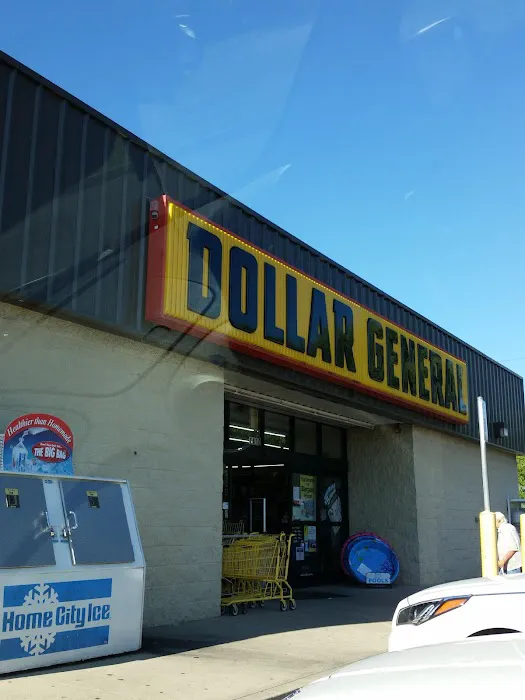 DOLLAR GENERAL
Healthier than Homemade
THE BIG BAG
Home City Ice
POOLS